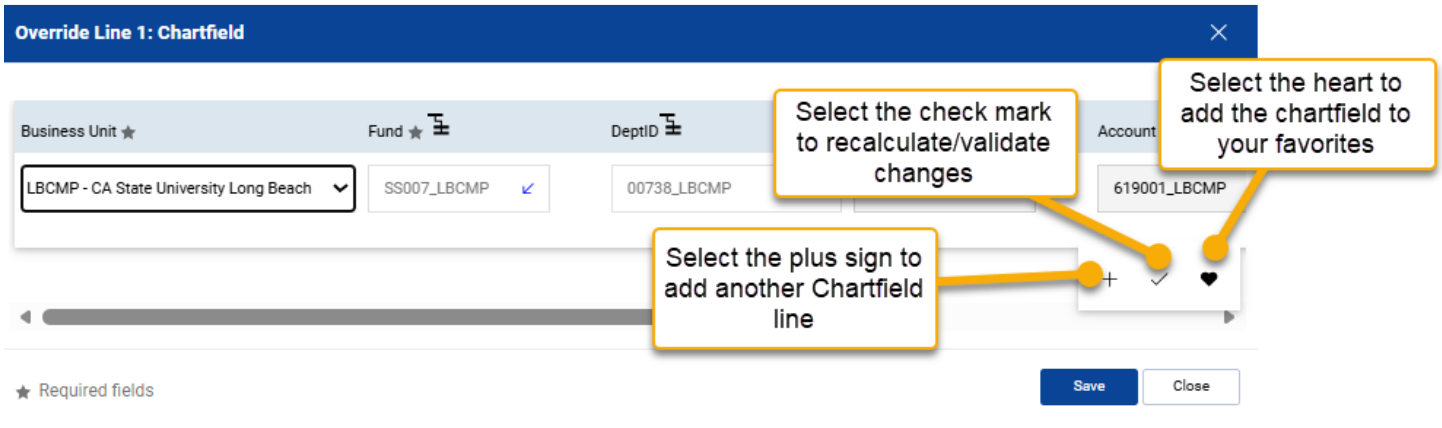 Override Line 1: Chartfield
Select the heart to
add the chartfield to
your favorites
Select the check mark
to recalculate/validate
changes
Business Unit
Fund
DeptID
Account
LBCMP - CA State University Long Beach
SS007_LBCMP
00738_LBCMP
619001_LBCMP
Select the plus sign to
add another Chartfield
line
Required fields
Save
Close